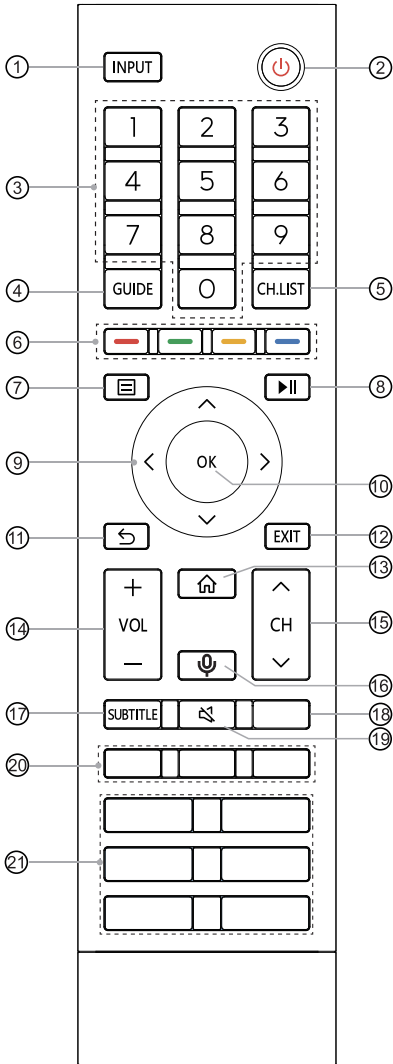 ① INPUT ②
1 2 3
③ 4 5 6
7 8 9
④ GUIDE 0 CH.LIST ⑤
⑥
⑦ ⑧
⑨ OK
⑩
⑪ EXIT ⑫
⑬
+
⑭ VOL CH ⑮
−
⑯
⑰ SUBTITLE ⑱
⑲
⑳
㉑